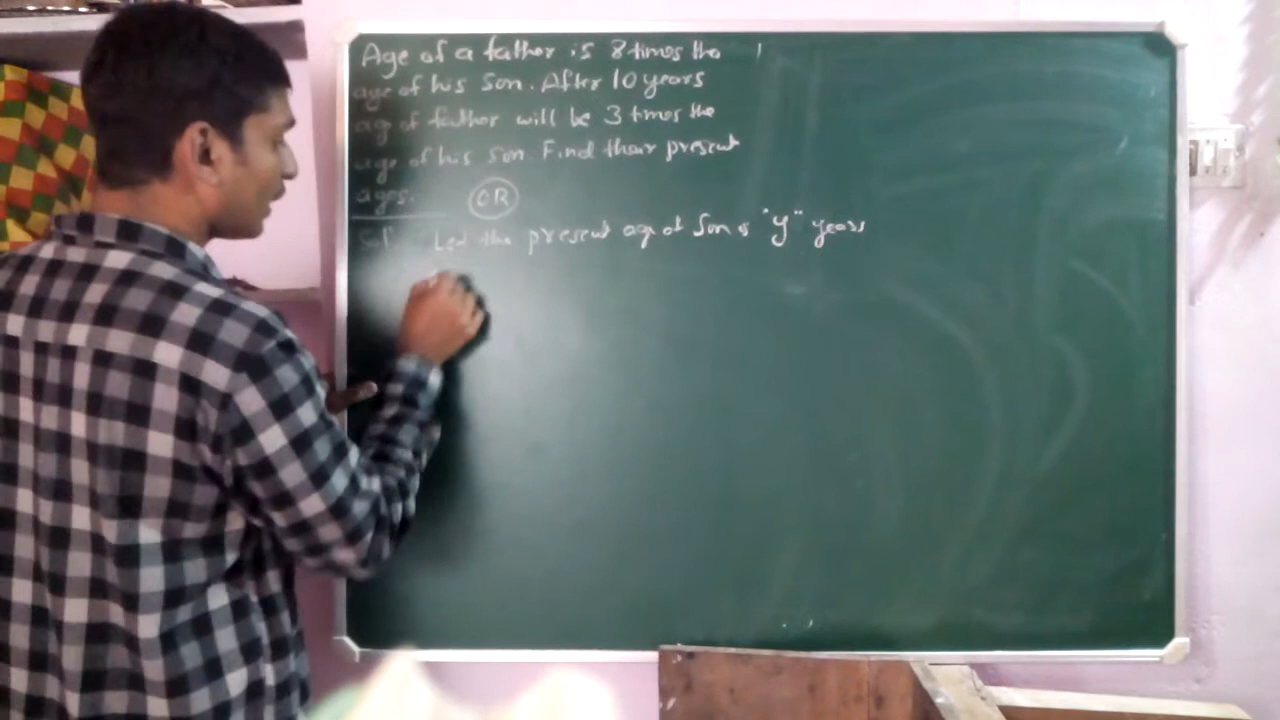 Age of a father is 8 times the
age of his son. After 10 years
ag of father will be 3 times the
age of his son. Find their present
ages.
OR
Let the present age of Son is "y" years